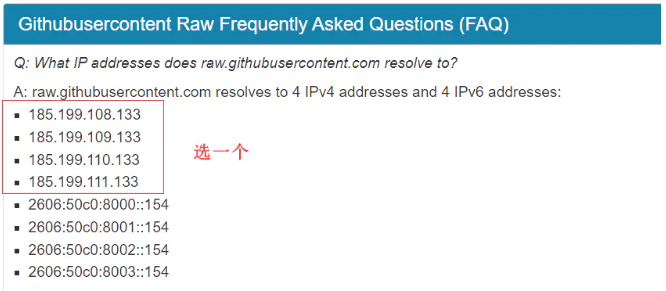 Githubusercontent Raw Frequently Asked Questions (FAQ)
Q: What IP addresses does raw.githubusercontent.com resolve to?
A: raw.githubusercontent.com resolves to 4 IPv4 addresses and 4 IPv6 addresses:
▪ 185.199.108.133
▪ 185.199.109.133
▪ 185.199.110.133
选一个
▪ 185.199.111.133
▪ 2606:50c0:8000::154
▪ 2606:50c0:8001::154
▪ 2606:50c0:8002::154
▪ 2606:50c0:8003::154